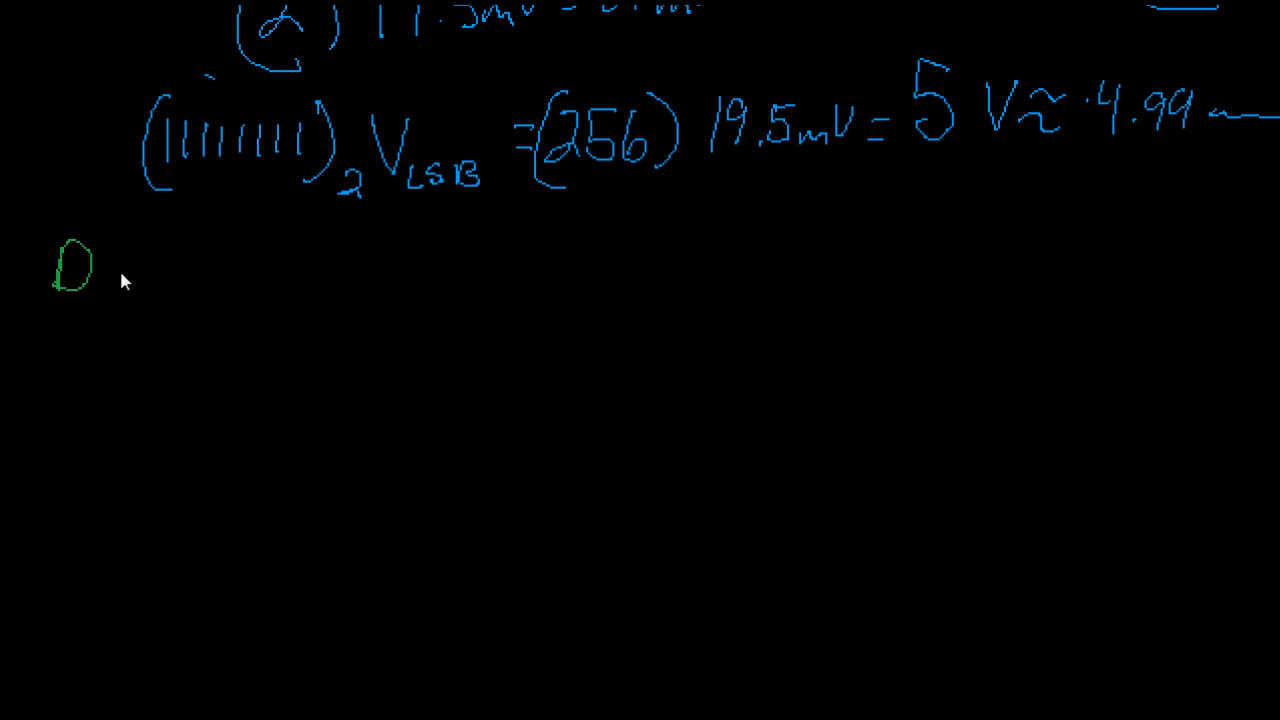 (11111111)₂ V_LSB = (256) 19.5mV = 5 V ≈ 4.99
D